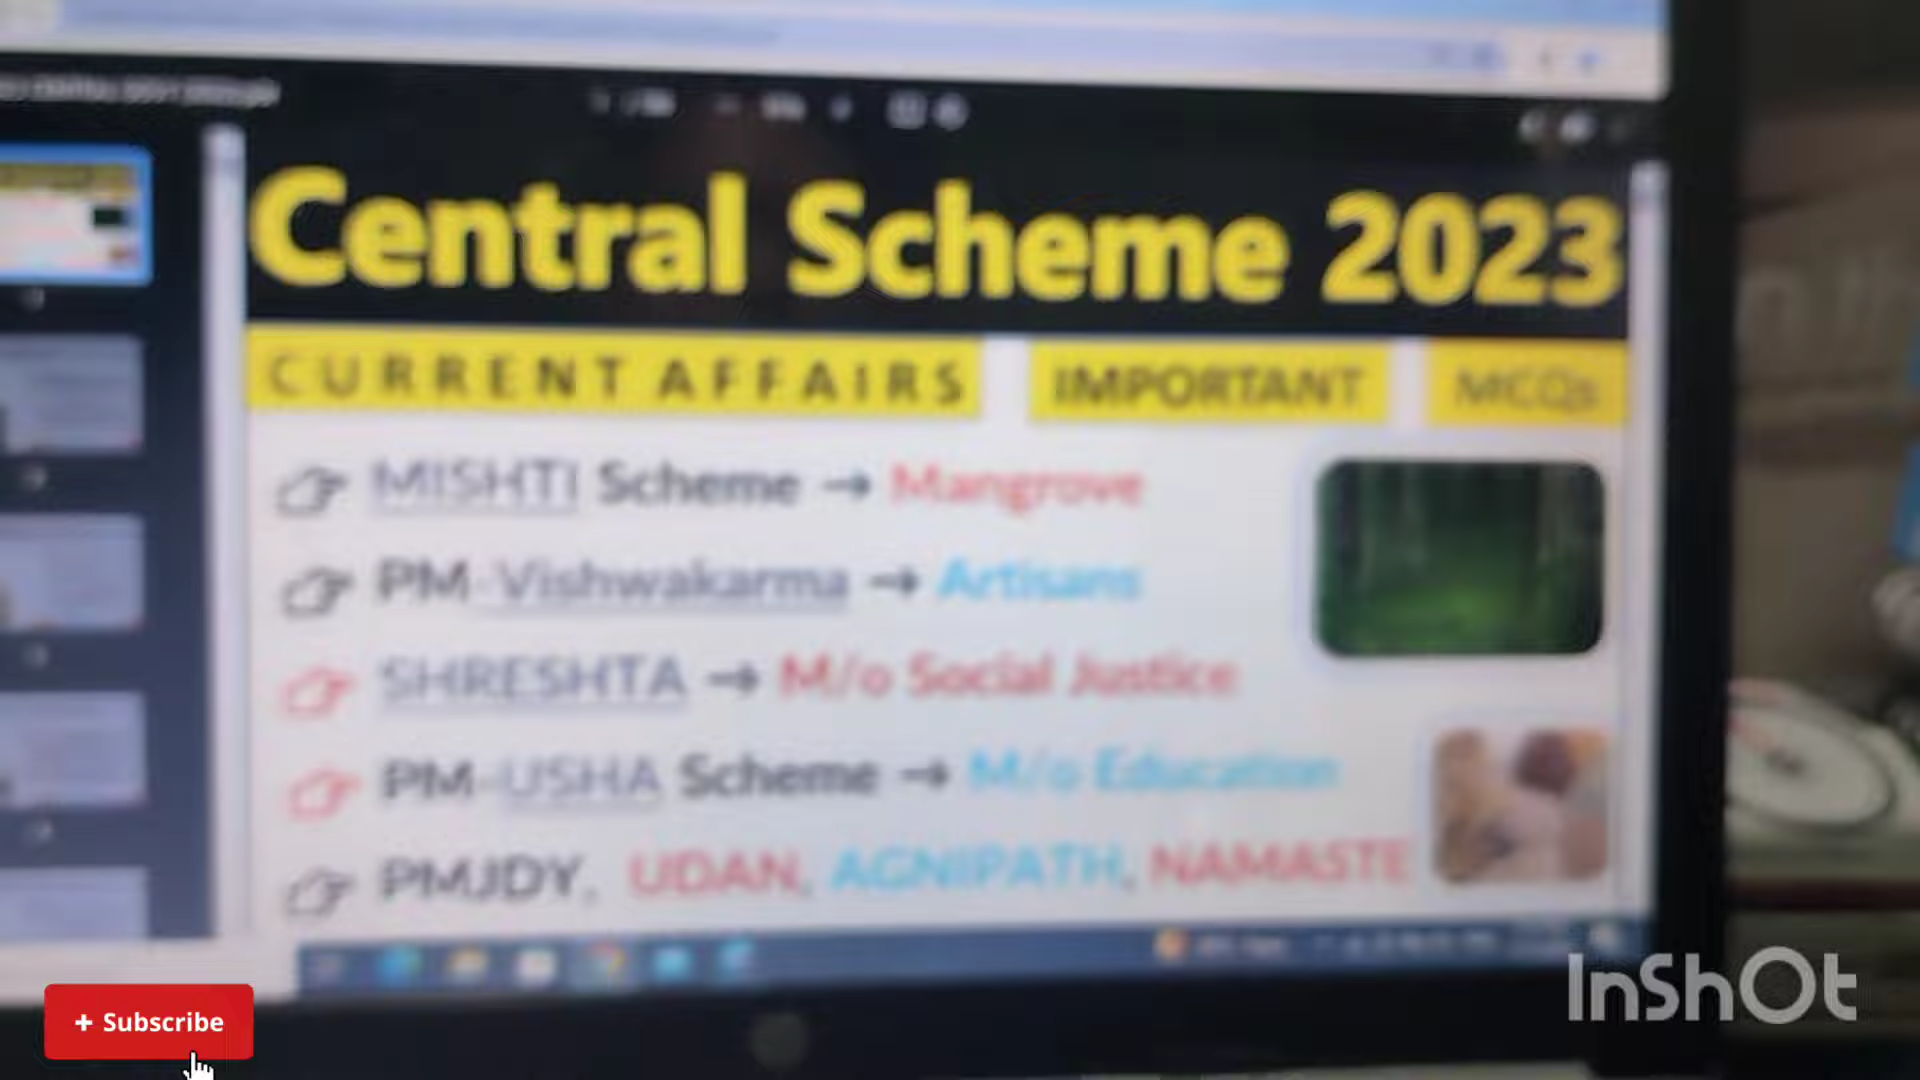 Central Scheme 2023
CURRENT AFFAIRS IMPORTANT MCQs
MISHTI Scheme → Mangrove
PM-Vishwakarma → Artisans
SHRESHTA → M/o Social Justice
PM-USHA Scheme → M/o Education
PMJDY, UDAN, AGNIPATH, NAMASTE
+ Subscribe
InShOt